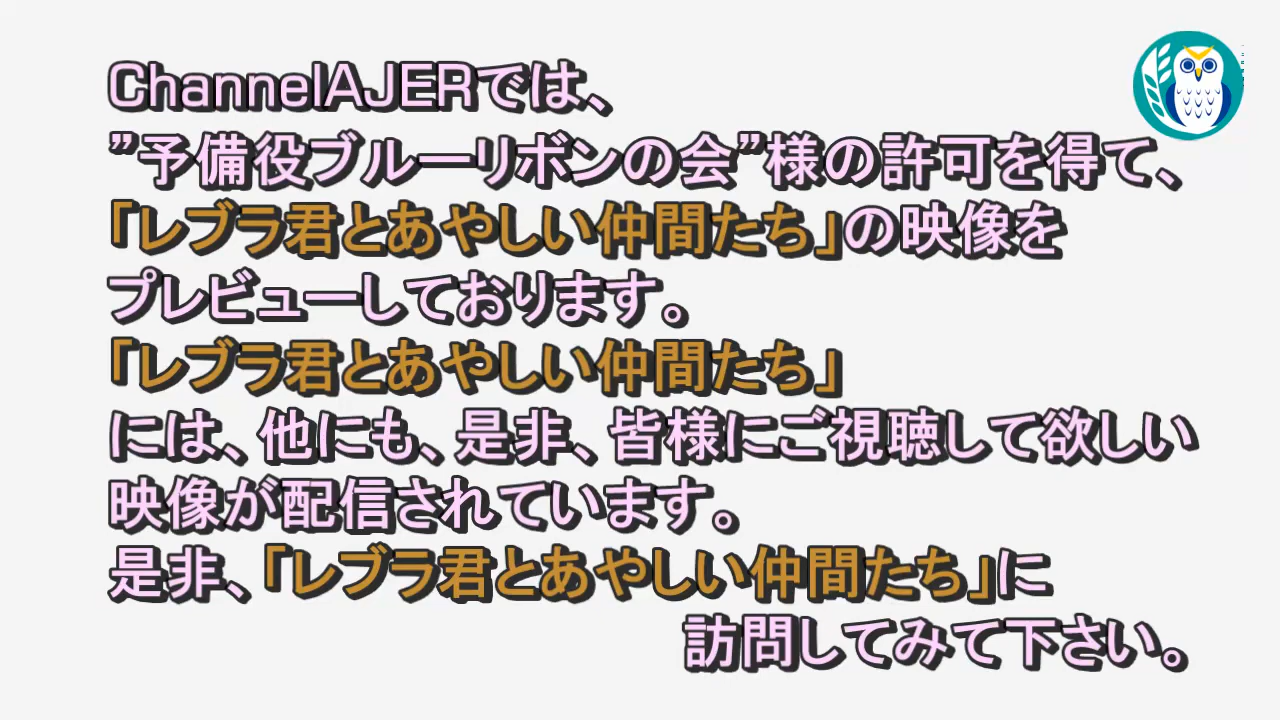 ChannelAJERでは、
”予備役ブルーリボンの会”様の許可を得て、
「レブラ君とあやしい仲間たち」の映像を
プレビューしております。
「レブラ君とあやしい仲間たち」
には、他にも、是非、皆様にご視聴して欲しい
映像が配信されています。
是非、「レブラ君とあやしい仲間たち」に
訪問してみて下さい。